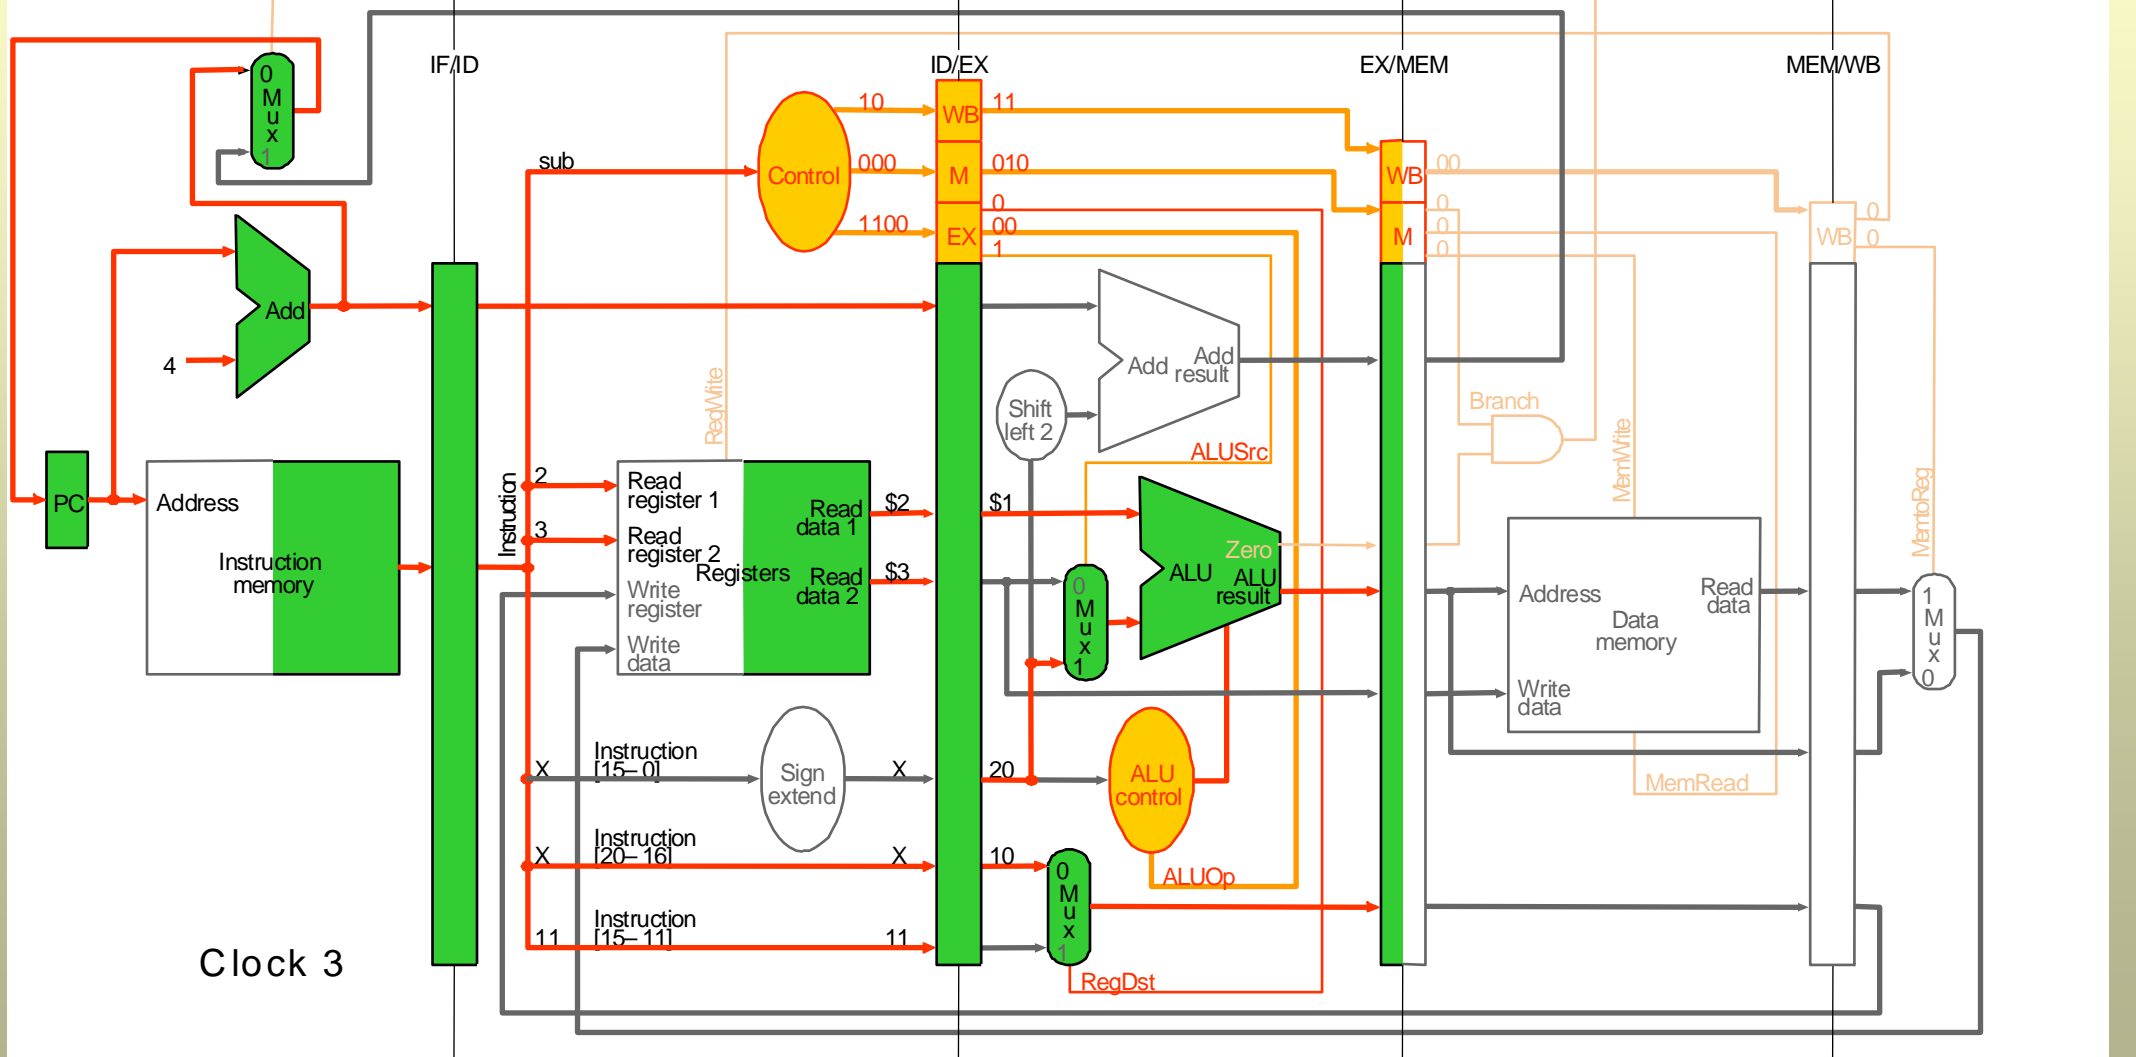 IF/ID
ID/EX
EX/MEM
MEM/WB
0
M
u
x
1
10
WB
11
sub
Control
000
M
010
1100
EX
0
00
1
WB
00
M
0
0
0
WB
0
0
Add
4
Add
Add
result
Shift
left 2
RegWrite
Branch
ALUSrc
MemWrite
MemtoReg
PC
Address
Instruction
memory
Instruction
2
Read
register 1
3
Read
register 2
Registers
Write
register
Write
data
Read
data 1
$2
$1
Read
data 2
$3
0
M
u
x
1
Zero
ALU
ALU
result
Address
Read
data
Data
memory
Write
data
1
M
u
x
0
MemRead
X
Instruction
[15–0]
Sign
extend
X
20
ALU
control
X
Instruction
[20–16]
X
10
0
M
u
x
1
ALUOp
11
Instruction
[15–11]
11
RegDst
Clock 3